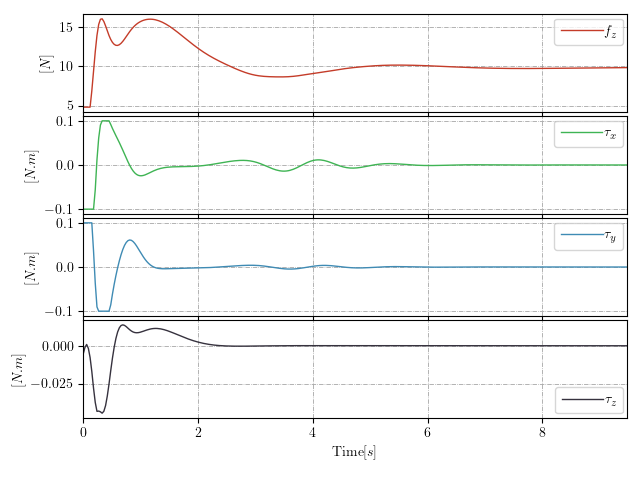 15
10
5
[N]
f_z
0.1
0.0
−0.1
[N.m]
τ_x
0.1
0.0
−0.1
[N.m]
τ_y
0.000
−0.025
[N.m]
τ_z
0 2 4 6 8
Time[s]